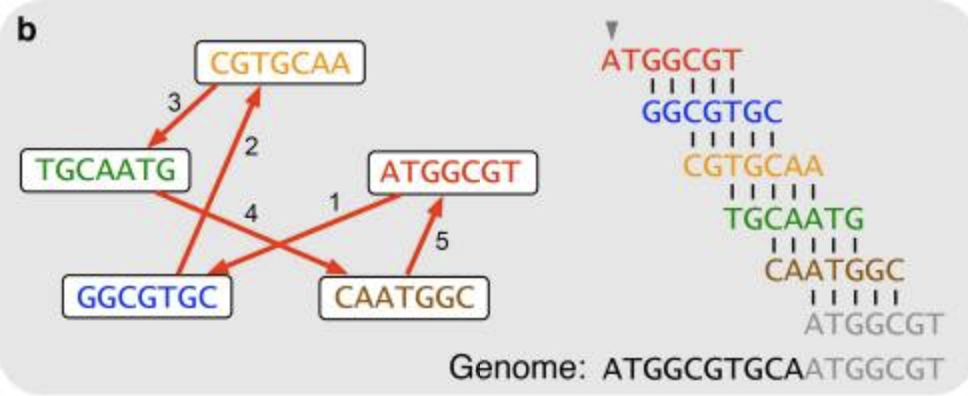 b
CGTGCAA
3
2
TGCAATG
ATGGCGT
4
1
5
GGCGTGC
CAATGGC
ATGGCGT
GGCGTGC
CGTGCAA
TGCAATG
CAATGGC
ATGGCGT
Genome: ATGGCGTGCAATGGCGT